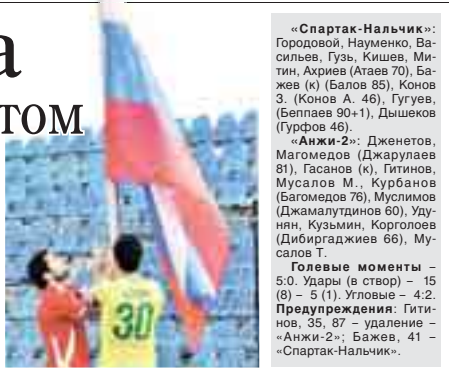 а
том
30
«Спартак-Нальчик»:
Городовой, Науменко, Ва-
сильев, Гузь, Кишев, Ми-
тин, Ахриев (Атаев 70), Ба-
жев (к) (Балов 85), Конов
З. (Конов А. 46), Гугуев,
(Беппаев 90+1), Дышеков
(Гурфов 46).
«Анжи-2»: Дженетов,
Магомедов (Джарулаев
81), Гасанов (к), Гитинов,
Мусалов М., Курбанов
(Багомедов 76), Муслимов
(Джамалутдинов 60), Уду-
нян, Кузьмин, Корголоев
(Дибиргаджиев 66), Му-
салов Т.
Голевые моменты –
5:0. Удары (в створ) – 15
(8) – 5 (1). Угловые – 4:2.
Предупреждения: Гити-
нов, 35, 87 – удаление –
«Анжи-2»; Бажев, 41 –
«Спартак-Нальчик».